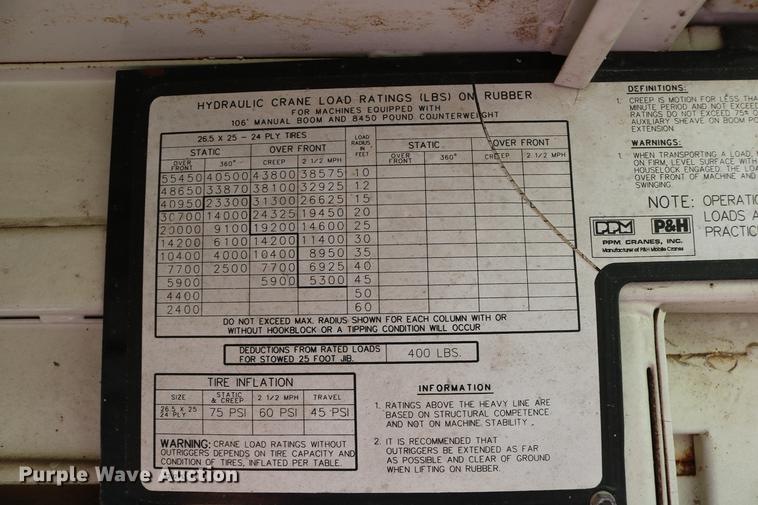 HYDRAULIC CRANE LOAD RATINGS (LBS) ON RUBBER
FOR MACHINES EQUIPPED WITH
106' MANUAL BOOM AND 8450 POUND COUNTERWEIGHT
26.5 X 25 - 24 PLY TIRES
STATIC OVER FRONT LOAD RADIUS IN FEET STATIC OVER FRONT
OVER FRONT 360° CREEP 2 1/2 MPH OVER FRONT 360° CREEP 2 1/2 MPH
55450 40500 43800 38575 10
48650 33870 38100 32925 12
40950 23300 31300 26625 15
30700 14000 24325 19450 20
20000 9100 19200 14600 25
14200 6100 14200 11400 30
10400 4000 10400 8950 35
7700 2500 7700 6925 40
5900 5900 5300 45
4400 50
2400 60
DO NOT EXCEED MAX. RADIUS SHOWN FOR EACH COLUMN WITH OR
WITHOUT HOOKBLOCK OR A TIPPING CONDITION WILL OCCUR
DEDUCTIONS FROM RATED LOADS
FOR STOWED 25 FOOT JIB.
400 LBS.
TIRE INFLATION
SIZE STATIC & CREEP 2 1/2 MPH TRAVEL
26.5 X 25 24 PLY 75 PSI 60 PSI 45 PSI
WARNING: CRANE LOAD RATINGS WITHOUT
OUTRIGGERS DEPENDS ON TIRE CAPACITY AND
CONDITION OF TIRES, INFLATED PER TABLE.
INFORMATION
1. RATINGS ABOVE THE HEAVY LINE ARE
BASED ON STRUCTURAL COMPETENCE
AND NOT ON MACHINE STABILITY.
2. IT IS RECOMMENDED THAT
OUTRIGGERS BE EXTENDED AS FAR
AS POSSIBLE AND CLEAR OF GROUND
WHEN LIFTING ON RUBBER.
DEFINITIONS:
1. CREEP IS MOTION FOR LESS THA
MINUTE PERIOD AND NOT EXCEED
RATINGS DO NOT EXCEED 75%
AUXILIARY SHEAVE ON BOOM PO
EXTENSION.
WARNINGS:
1. WHEN TRANSPORTING A LOAD,
ON FIRM, LEVEL SURFACE WITH
HOUSELOCK ENGAGED. THE LOA
OVER FRONT OF MACHINE AND
SWINGING.
NOTE: OPERATIO
LOADS A
PRACTIC
PPM P&H
PPM CRANES, INC.
Manufacturer of P&H Mobile Cranes
Purple Wave Auction